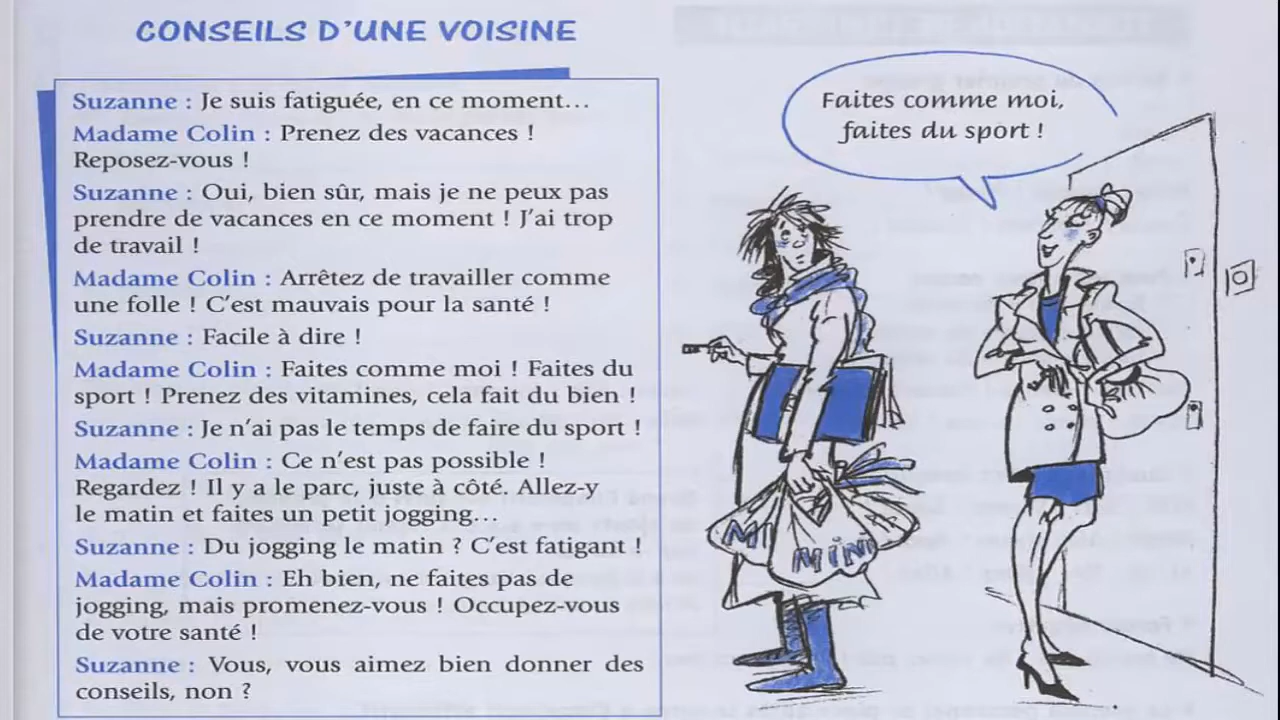 CONSEILS D'UNE VOISINE
Suzanne : Je suis fatiguée, en ce moment…
Madame Colin : Prenez des vacances !
Reposez-vous !
Suzanne : Oui, bien sûr, mais je ne peux pas
prendre de vacances en ce moment ! J'ai trop
de travail !
Madame Colin : Arrêtez de travailler comme
une folle ! C'est mauvais pour la santé !
Suzanne : Facile à dire !
Madame Colin : Faites comme moi ! Faites du
sport ! Prenez des vitamines, cela fait du bien !
Suzanne : Je n'ai pas le temps de faire du sport !
Madame Colin : Ce n'est pas possible !
Regardez ! Il y a le parc, juste à côté. Allez-y
le matin et faites un petit jogging…
Suzanne : Du jogging le matin ? C'est fatigant !
Madame Colin : Eh bien, ne faites pas de
jogging, mais promenez-vous ! Occupez-vous
de votre santé !
Suzanne : Vous, vous aimez bien donner des
conseils, non ?
Faites comme moi,
faites du sport !
MI
MINI